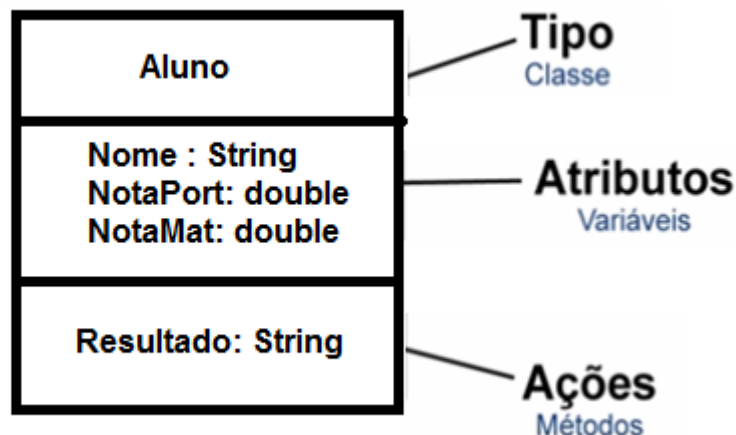 Aluno
Tipo
Classe
Nome : String
NotaPort: double
NotaMat: double
Atributos
Variáveis
Resultado: String
Ações
Métodos